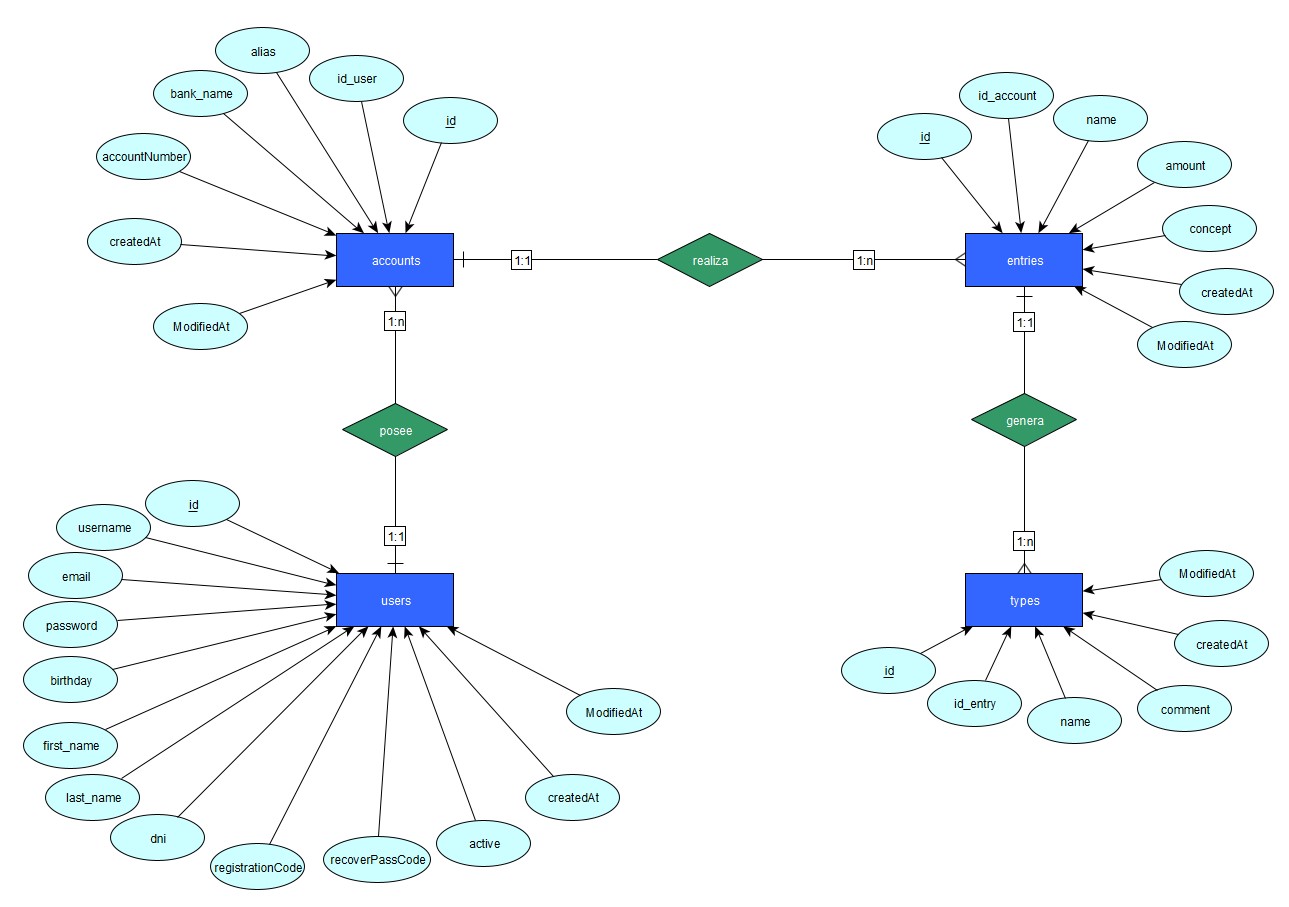 alias
id_user
bank_name
id
accountNumber
createdAt
ModifiedAt
accounts
1:1
realiza
1:n
id_account
id
name
amount
concept
createdAt
ModifiedAt
entries
1:n
posee
1:1
1:1
genera
1:n
id
username
email
password
birthday
first_name
last_name
dni
registrationCode
recoverPassCode
active
createdAt
ModifiedAt
users
types
ModifiedAt
createdAt
id
id_entry
name
comment